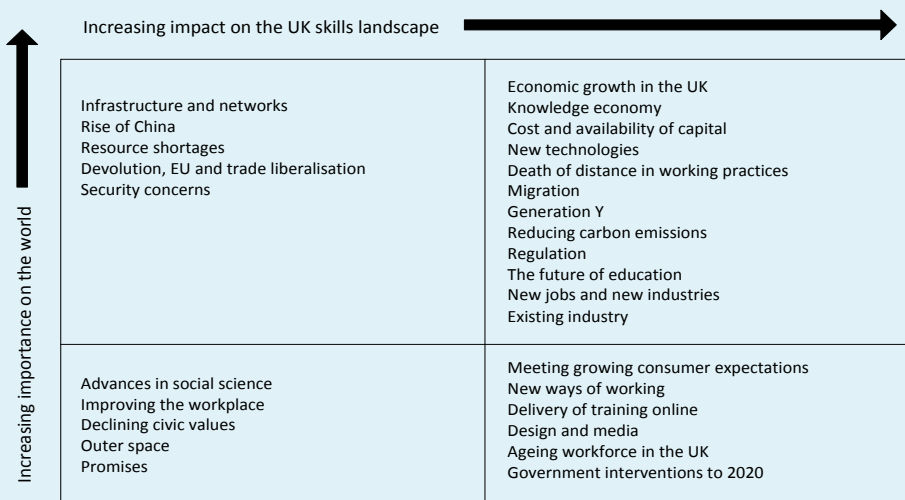 Increasing impact on the UK skills landscape
Increasing importance on the world
Infrastructure and networks
Rise of China
Resource shortages
Devolution, EU and trade liberalisation
Security concerns
Economic growth in the UK
Knowledge economy
Cost and availability of capital
New technologies
Death of distance in working practices
Migration
Generation Y
Reducing carbon emissions
Regulation
The future of education
New jobs and new industries
Existing industry
Advances in social science
Improving the workplace
Declining civic values
Outer space
Promises
Meeting growing consumer expectations
New ways of working
Delivery of training online
Design and media
Ageing workforce in the UK
Government interventions to 2020